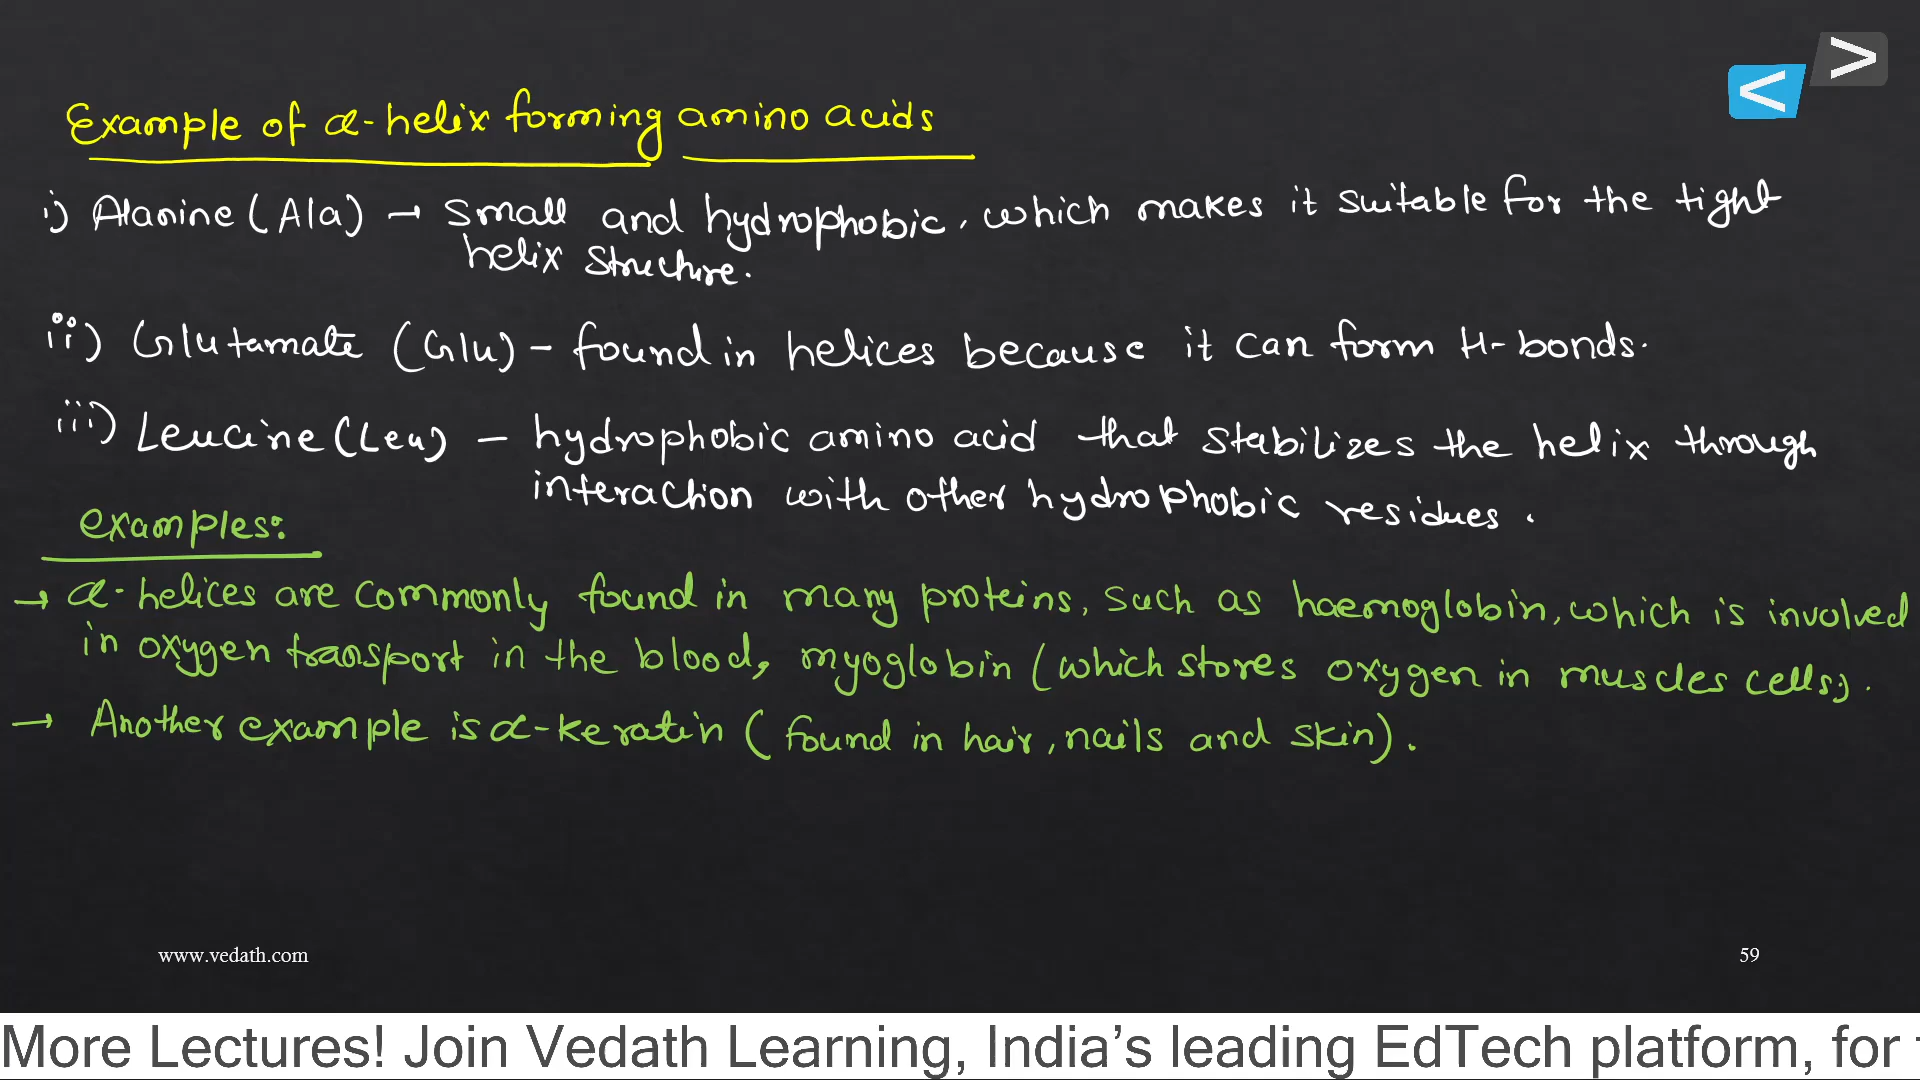 Example of α-helix forming amino acids
i) Alanine (Ala) → small and hydrophobic, which makes it suitable for the tight
helix structure.
ii) Glutamate (Glu) - found in helices because it can form H-bonds.
iii) Leucine (Leu) - hydrophobic amino acid that stabilizes the helix through
interaction with other hydrophobic residues.
examples:
→ α-helices are commonly found in many proteins, such as haemoglobin, which is involved
in oxygen transport in the blood, myoglobin (which stores oxygen in muscles cells).
→ Another example is α-keratin (found in hair, nails and skin).
www.vedath.com
59
More Lectures! Join Vedath Learning, India’s leading EdTech platform, for